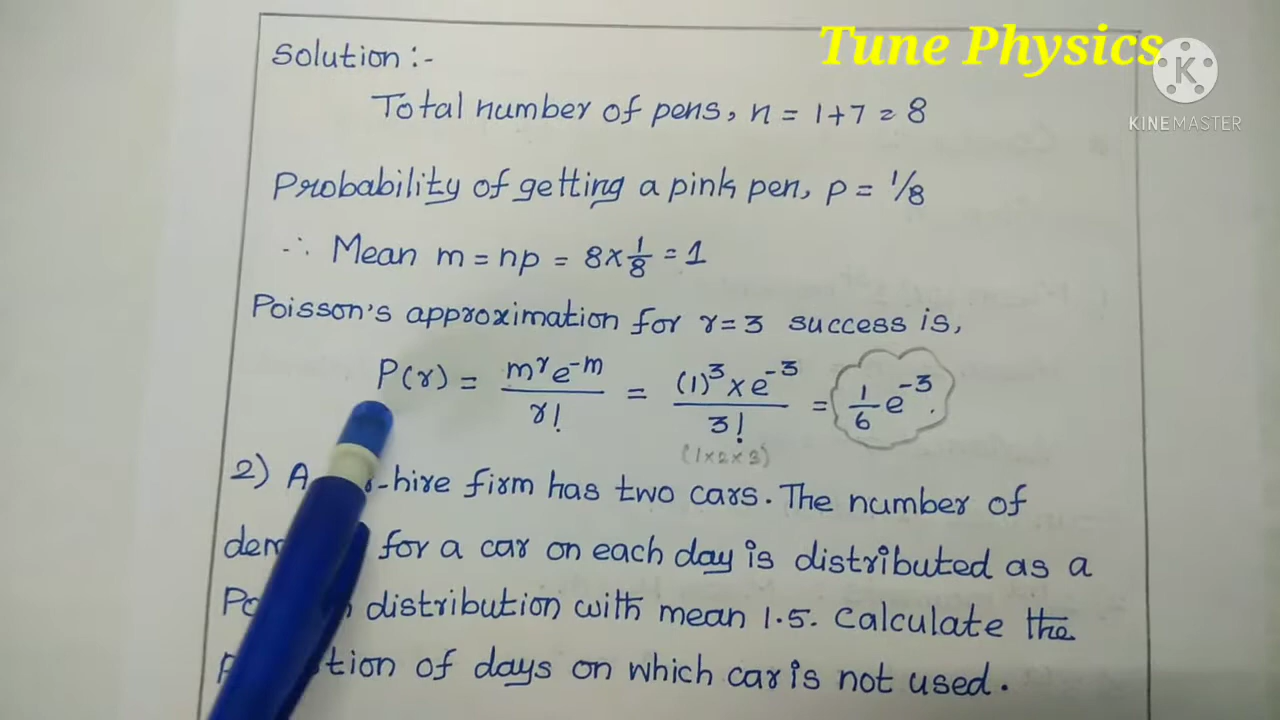 Tune Physics
KINEMASTER
Solution :-
Total number of pens, n = 1+7 = 8
Probability of getting a pink pen, p = 1/8
∴ Mean m = np = 8 × 1/8 = 1
Poisson's approximation for r = 3 success is,
P(r) = m^r e^-m / r! = (1)^3 × e^-3 / 3! = 1/6 e^-3.
(1×2×3)
2) A -hire firm has two cars. The number of
for a car on each day is distributed as a
distribution with mean 1.5. Calculate the
of days on which car is not used.